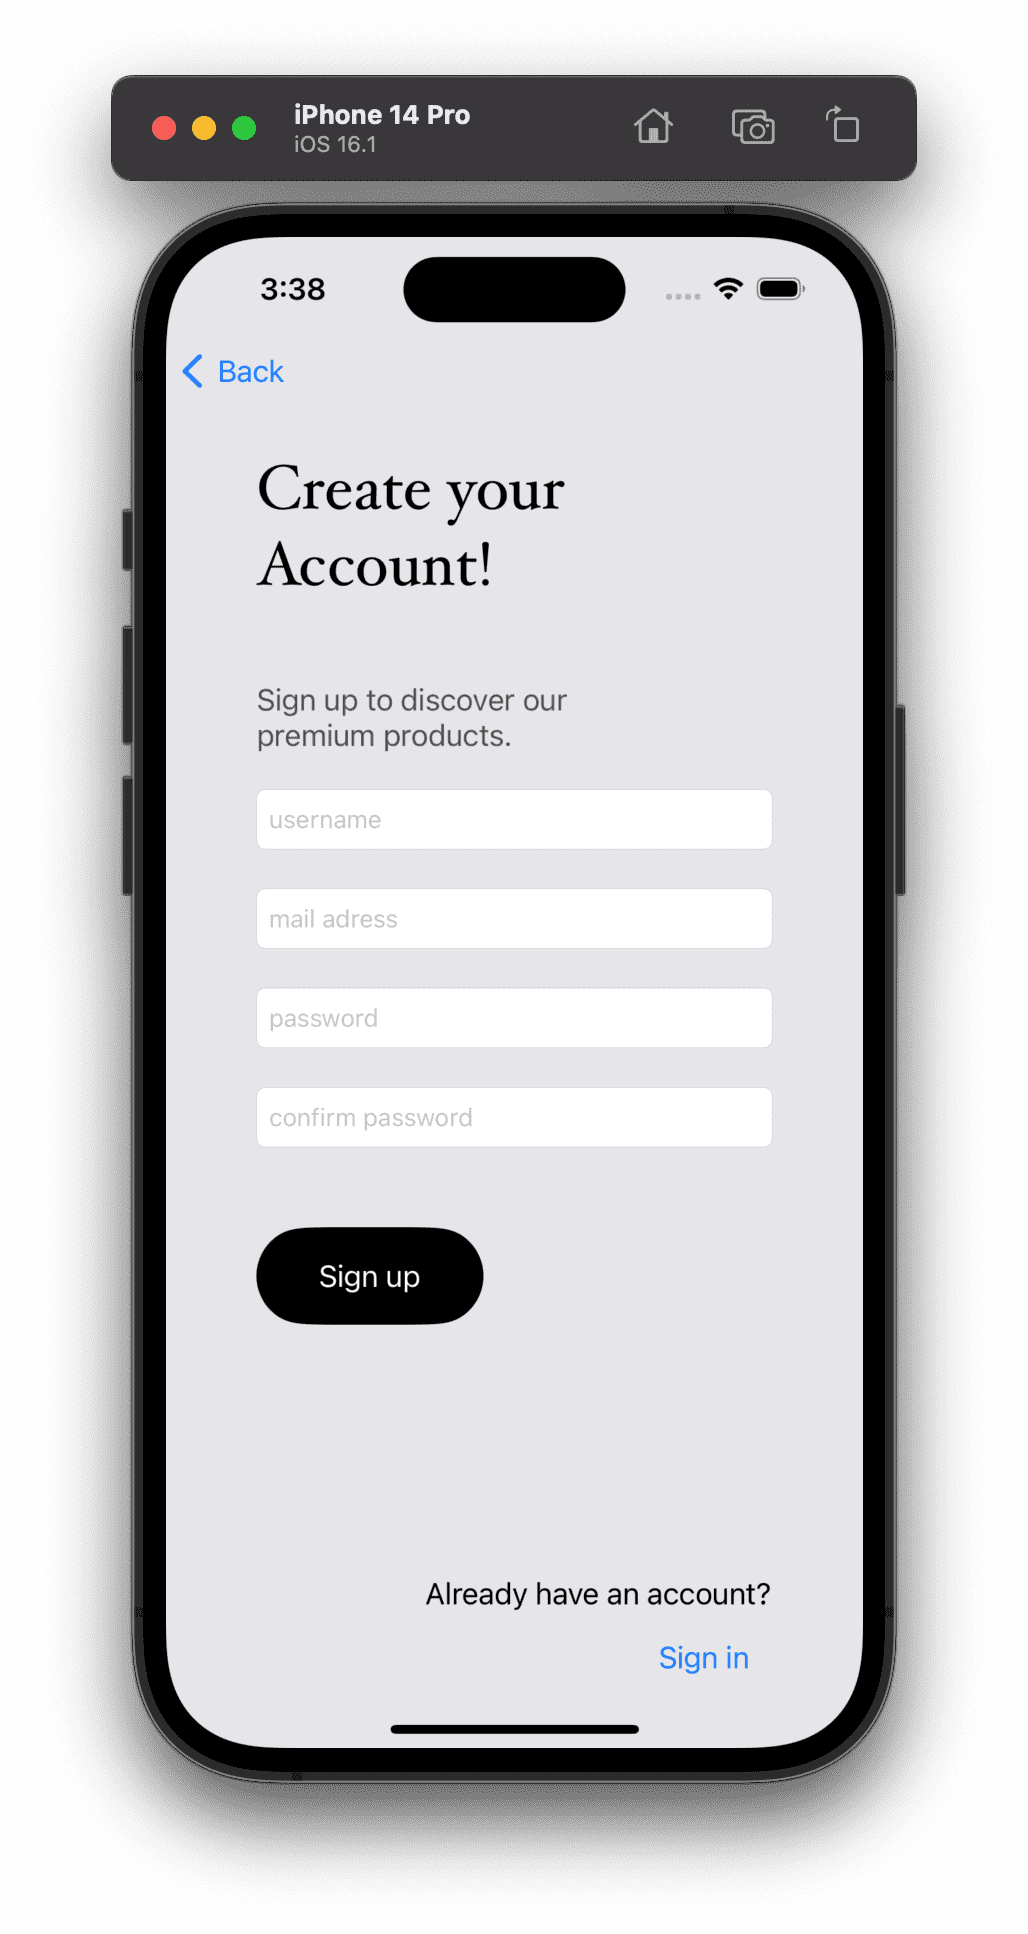 iPhone 14 Pro
iOS 16.1
3:38
Back
Create your
Account!
Sign up to discover our
premium products.
username
mail adress
password
confirm password
Sign up
Already have an account?
Sign in